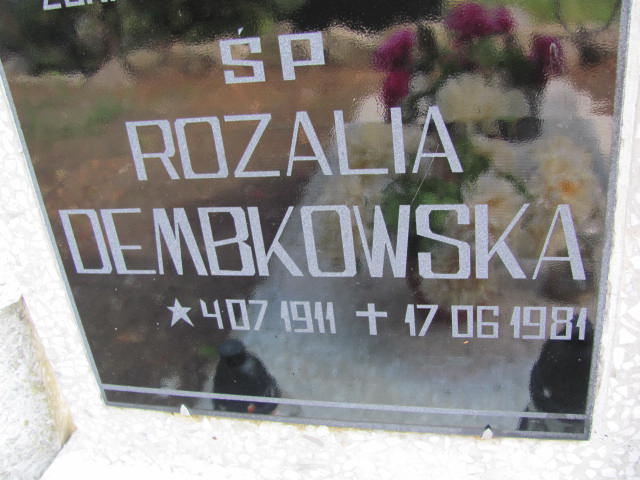 ŚP
ROZALIA
DEMBKOWSKA
★ 4 07 1911 ✝ 17 06 1981